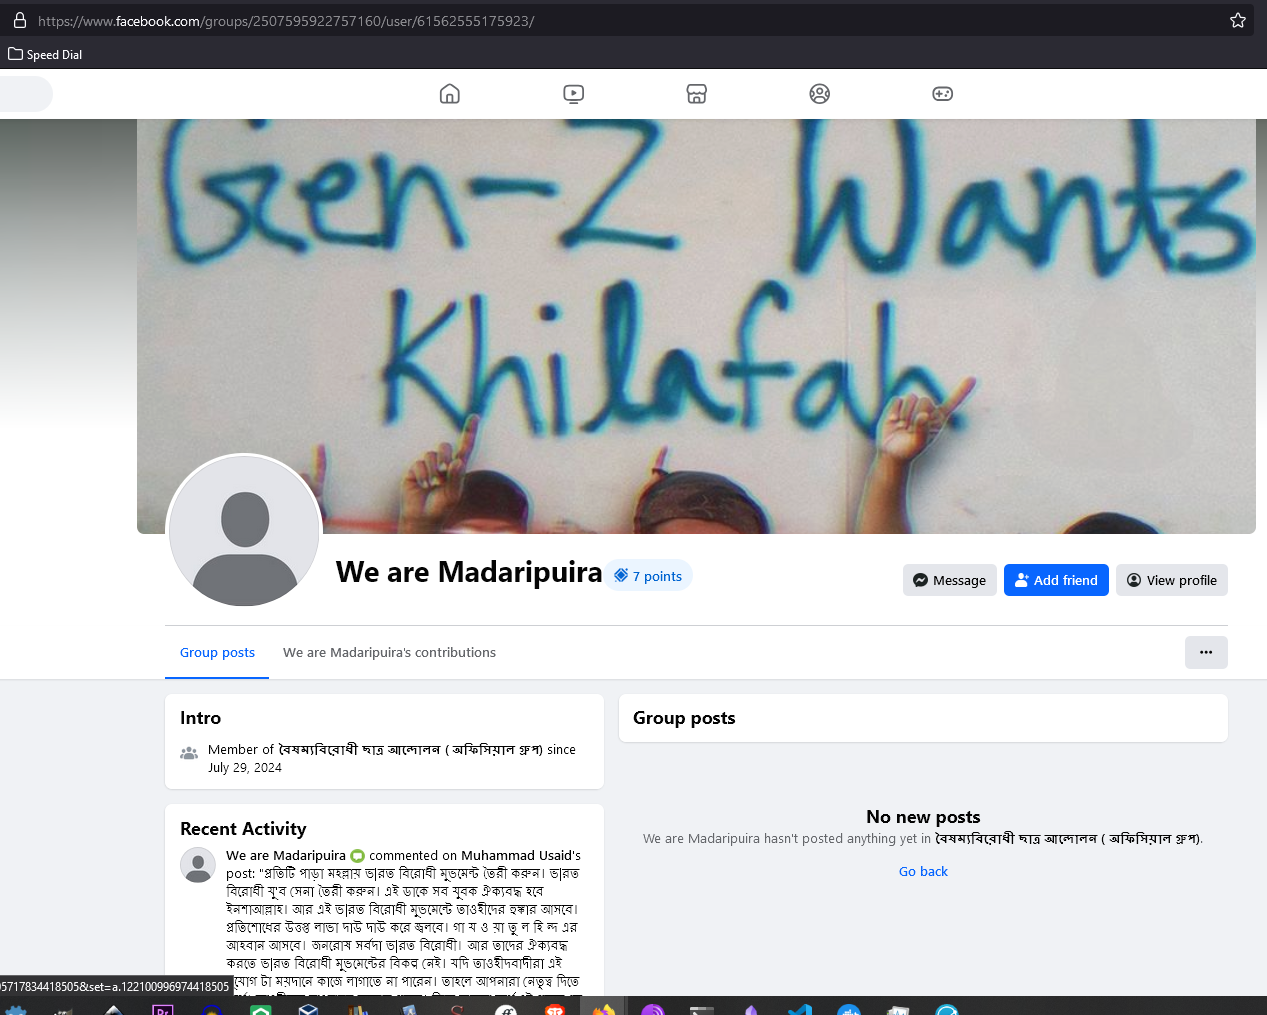 https://www.facebook.com/groups/2507595922757160/user/61562555175923/
Speed Dial
Gen-Z Wants
Khilafah
We are Madaripuira
7 points
Message
Add friend
View profile
Group posts
We are Madaripuira's contributions
Intro
Member of বৈষম্যবিরোধী ছাত্র আন্দোলন ( অফিসিয়াল গ্রুপ) since
July 29, 2024
Group posts
Recent Activity
We are Madaripuira commented on Muhammad Usaid's
post: "প্রতিটি পাড়া মহল্লায় ভ|রত বিরোধী মুভমেন্ট তৈরী করুন। ভ|রত
বিরোধী যু'ব সেনা তৈরী করুন। এই ডাকে সব যুবক ঐক্যবদ্ধ হবে
ইনশাআল্লাহ। আর এই ভ|রত বিরোধী মুভমেন্টে তাওহীদের হুঙ্কার আসবে।
প্রতিশোধের উত্তপ্ত লাভা দাউ দাউ করে জ্বলবে। গা য ও য়া তু ল হি ন্দ এর
আহবান আসবে। জনরোষ সর্বদা ভ|রত বিরোধী। আর তাদের ঐক্যবদ্ধ
করতে ভ|রত বিরোধী মুভমেন্টের বিকল্প নেই। যদি তাওহীদবাদীরা এই
টা ময়দানে কাজে লাগাতে না পারেন। তাহলে আপনারা নেতৃত্ব দিতে
No new posts
We are Madaripuira hasn't posted anything yet in বৈষম্যবিরোধী ছাত্র আন্দোলন ( অফিসিয়াল গ্রুপ).
Go back
5717834418505&set=a.122100996974418505